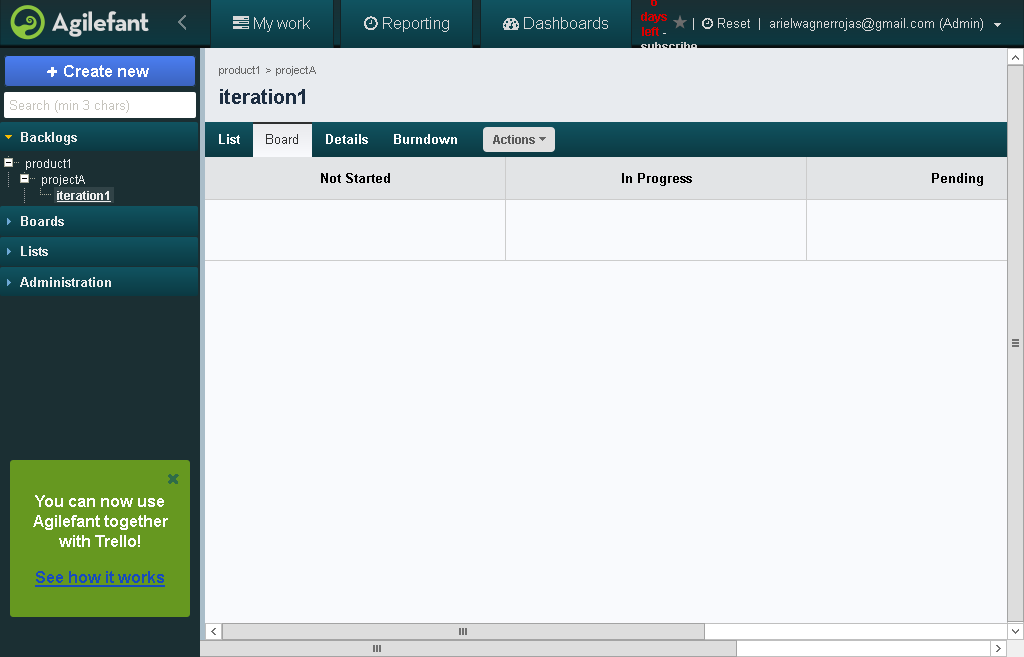 Agilefant
My work
Reporting
Dashboards
6 days left - subscribe
| Reset | arielwagnerrojas@gmail.com (Admin)
Create new
Search (min 3 chars)
Backlogs
product1
projectA
iteration1
Boards
Lists
Administration
You can now use
Agilefant together
with Trello!
See how it works
product1 > projectA
iteration1
List Board Details Burndown Actions
Not Started In Progress Pending